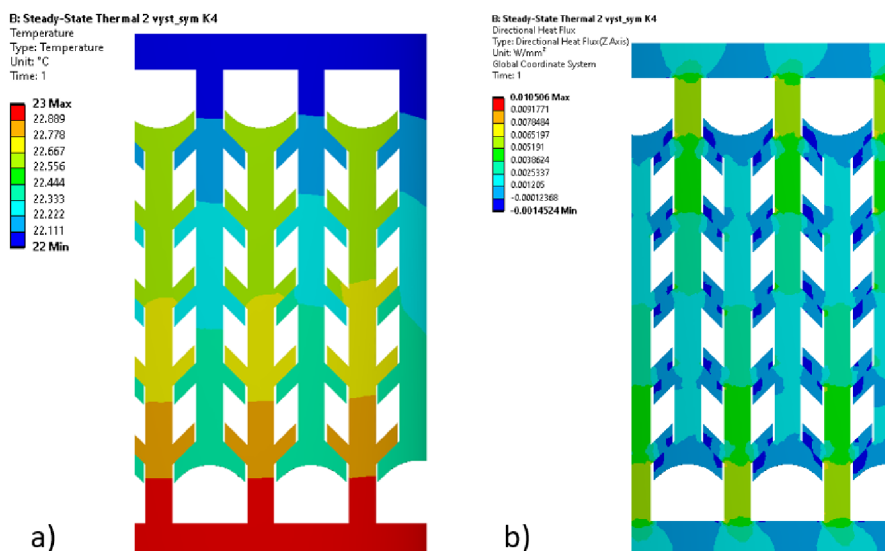 B: Steady-State Thermal 2 vyst_sym K4
Temperature
Type: Temperature
Unit: °C
Time: 1
23 Max
22.889
22.778
22.667
22.556
22.444
22.333
22.222
22.111
22 Min
a)
B: Steady-State Thermal 2 vyst_sym K4
Directional Heat Flux
Type: Directional Heat Flux(Z Axis)
Unit: W/mm²
Global Coordinate System
Time: 1
0.010506 Max
0.0091771
0.0078484
0.0065197
0.005191
0.0038624
0.0025337
0.001205
-0.00012368
-0.0014524 Min
b)